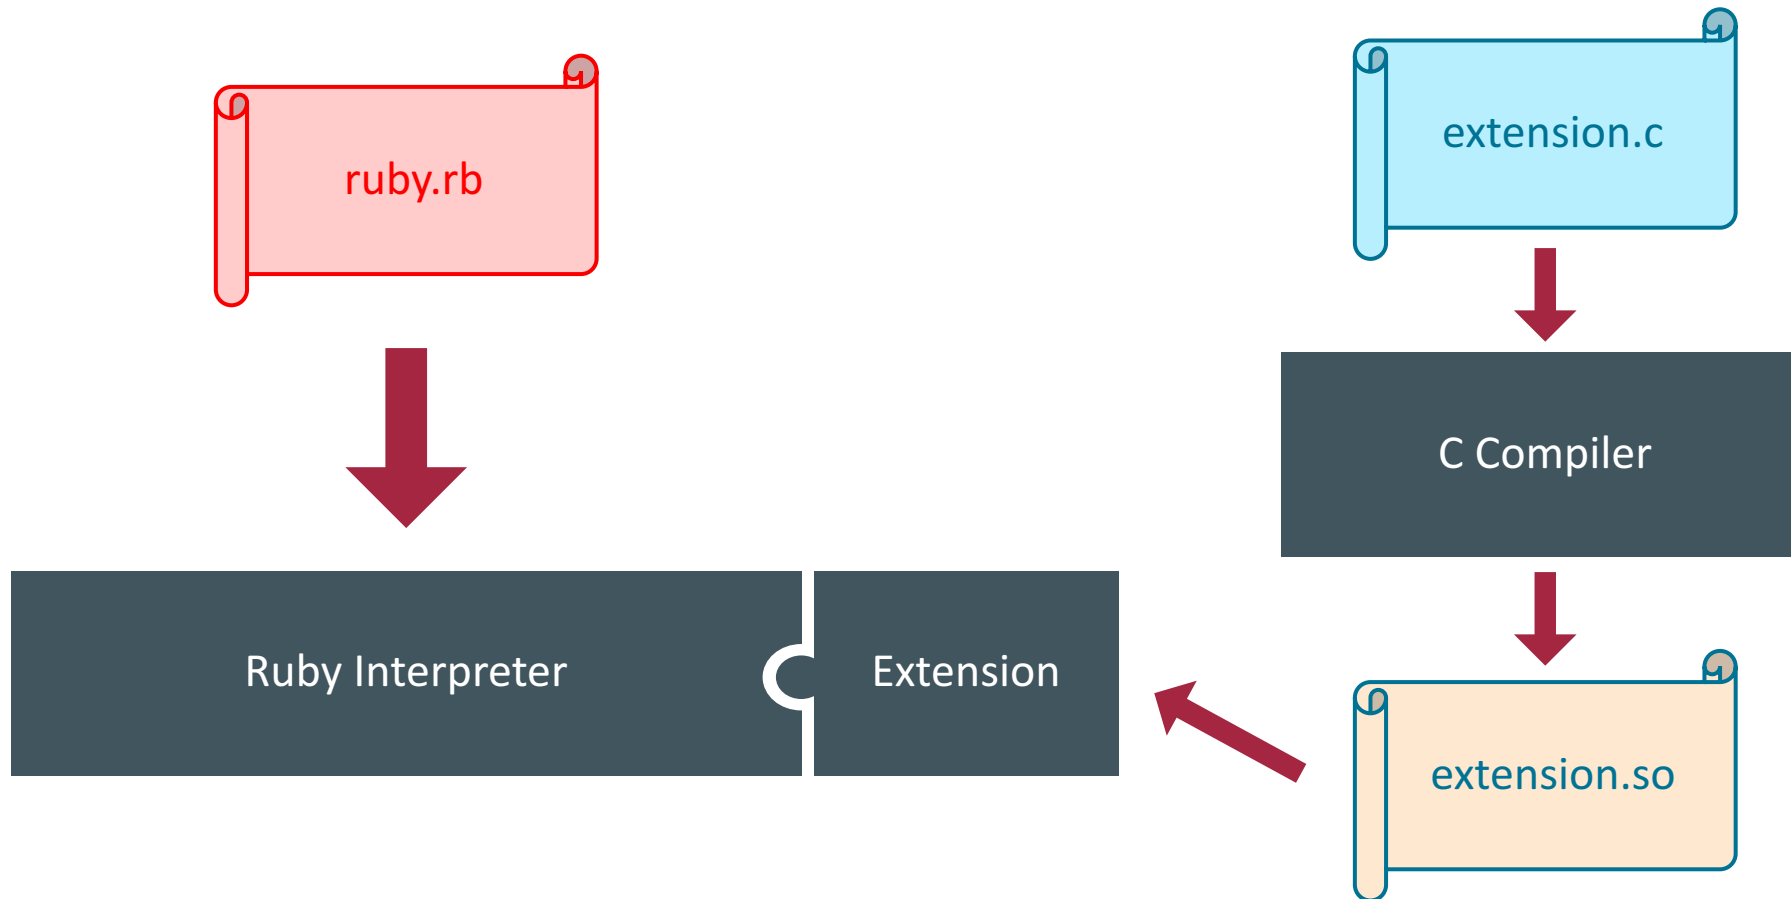 ruby.rb
extension.c
C Compiler
Ruby Interpreter
Extension
extension.so